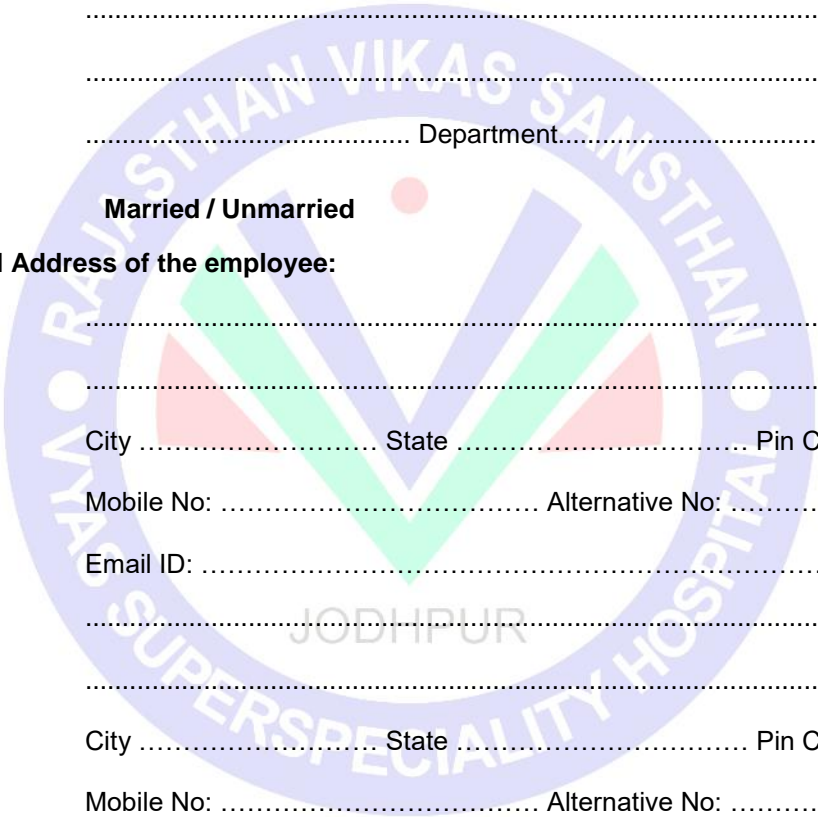 RAJASTHAN VIKAS SANSTHAN
........................................................................................................
........................................................................................................
............................................. Department....................................
Married / Unmarried
Address of the employee:
........................................................................................................
........................................................................................................
City ……………………… State …………………………… Pin C
Mobile No: ……………………………… Alternative No: ………
Email ID: ………………………………………………………………
........................................................................................................
JODHPUR
........................................................................................................
City ……………………… State …………………………… Pin C
Mobile No: ……………………………… Alternative No: ………
VYAS SUPERSPECIALITY HOSPITAL